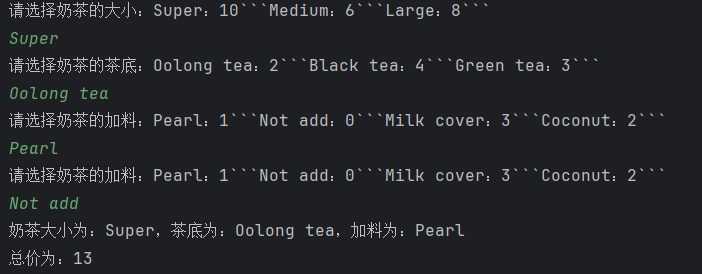 请选择奶茶的大小：Super：10```Medium：6```Large：8```
Super
请选择奶茶的茶底：Oolong tea：2```Black tea：4```Green tea：3```
Oolong tea
请选择奶茶的加料：Pearl：1```Not add：0```Milk cover：3```Coconut：2```
Pearl
请选择奶茶的加料：Pearl：1```Not add：0```Milk cover：3```Coconut：2```
Not add
奶茶大小为：Super，茶底为：Oolong tea，加料为：Pearl
总价为：13